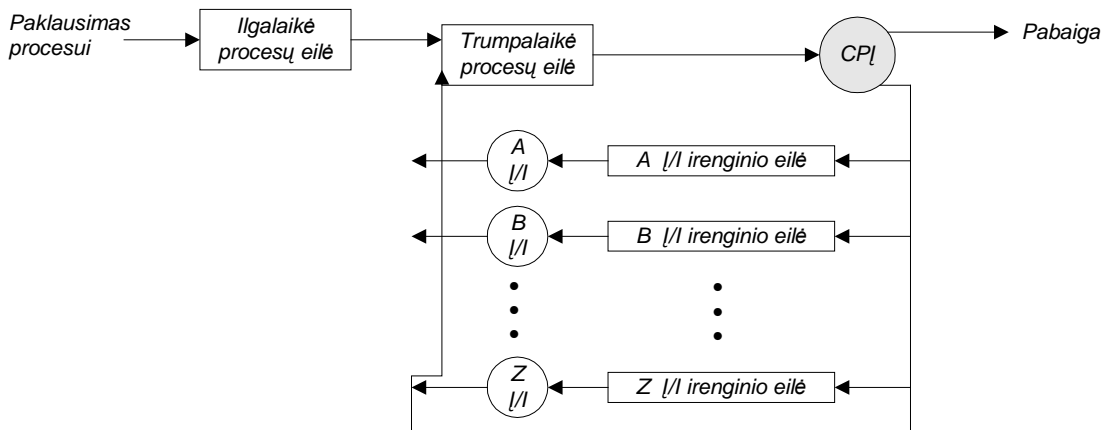 Paklausimas
procesui
Ilgalaikė
procesų eilė
Trumpalaikė
procesų eilė
CPĮ
Pabaiga
A
Į/I
A Į/I irenginio eilė
B
Į/I
B Į/I irenginio eilė
Z
Į/I
Z Į/I irenginio eilė